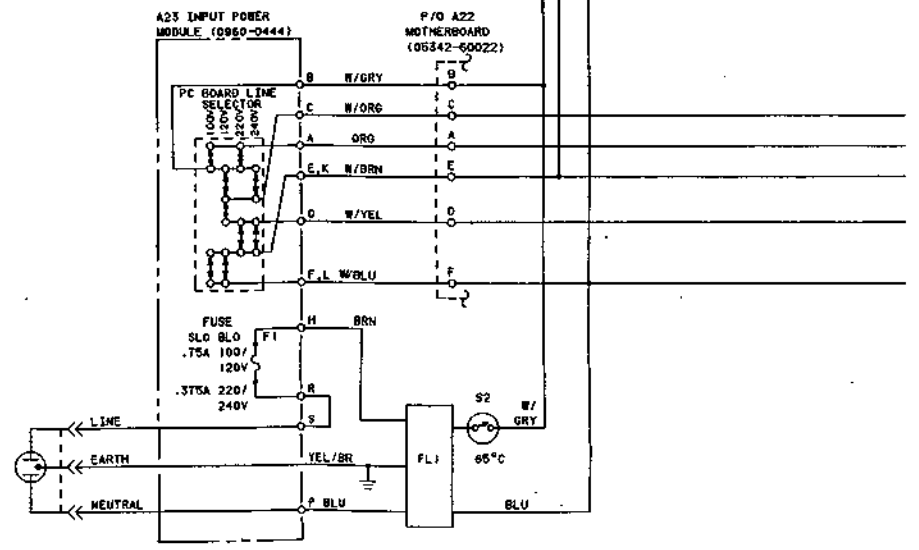 A23 INPUT POWER
MODULE (0960-0444)
P/O A22
MOTHERBOARD
(05342-60022)
B W/GRY B
PC BOARD LINE
SELECTOR
100V 120V 220V 240V
C W/ORG C
A ORG A
E,K W/BRN E
D W/YEL D
F,L W/BLU F
FUSE
SLO BLO
.75A 100/
120V
.375A 220/
240V
F1
H BRN
R
S
LINE
EARTH
YEL/BR
NEUTRAL
P BLU
FL1
S2
65°C
W/
GRY
BLU